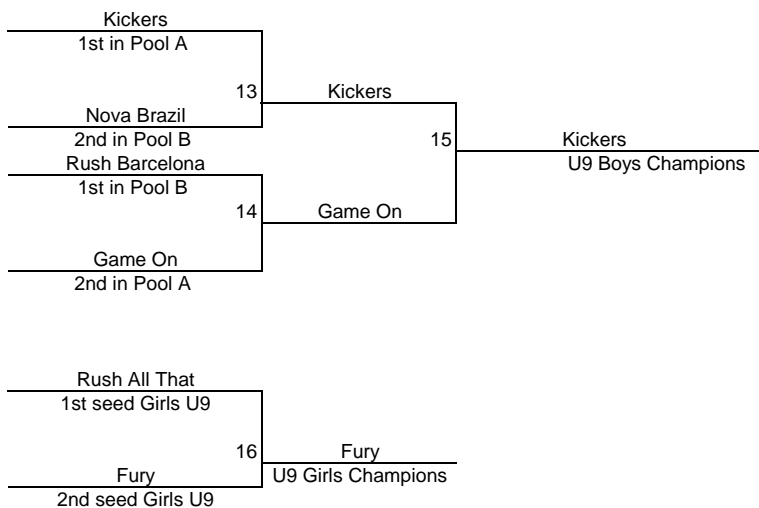 Kickers
1st in Pool A
13
Kickers
Nova Brazil
2nd in Pool B
15
Kickers
Rush Barcelona
U9 Boys Champions
1st in Pool B
14
Game On
Game On
2nd in Pool A
Rush All That
1st seed Girls U9
16
Fury
Fury
U9 Girls Champions
2nd seed Girls U9